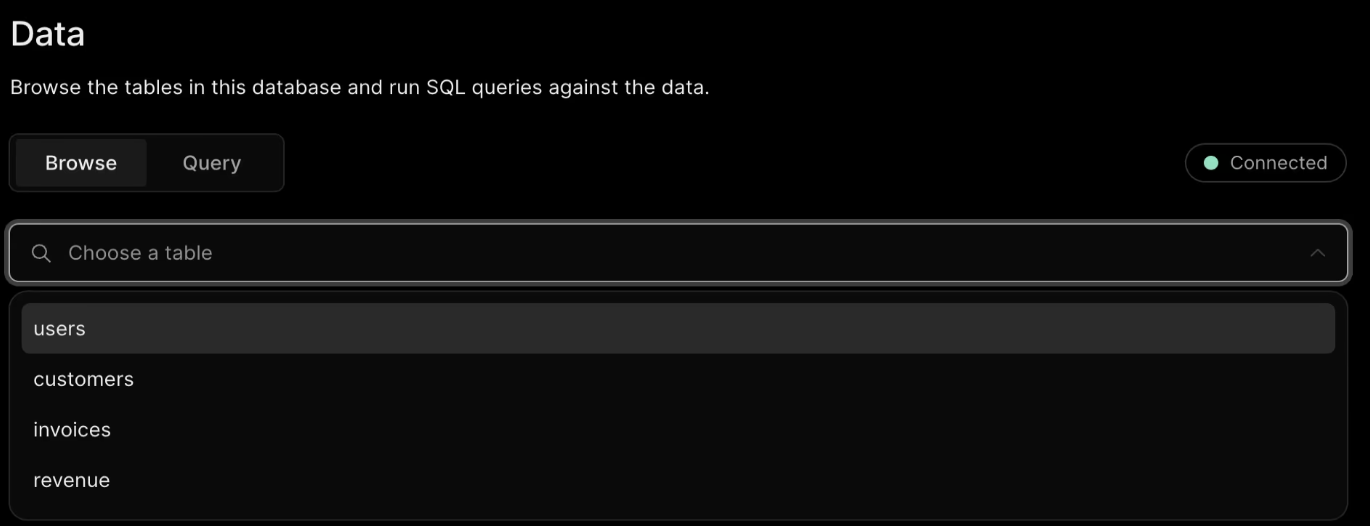 Data
Browse the tables in this database and run SQL queries against the data.
Browse Query Connected
Choose a table
users
customers
invoices
revenue